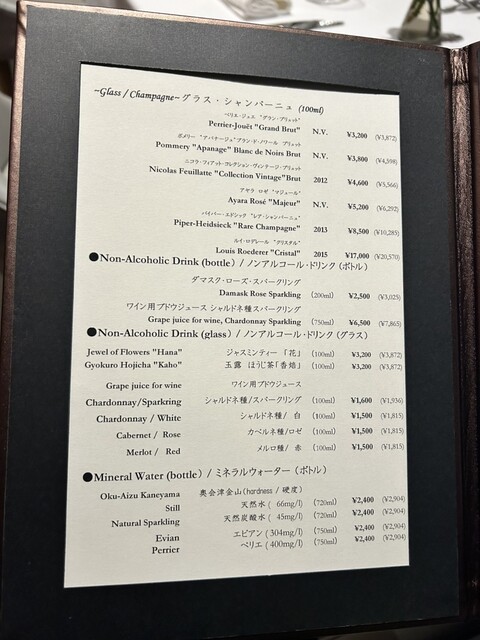 ~Glass / Champagne~ グラス・シャンパーニュ (100ml)
ペリエ・ジュエ "グラン・ブリュット"
Perrier-Jouët "Grand Brut" N.V. ¥3,200 (¥3,872)
ポメリー "アパナージュ" ブラン・ド・ノワール ブリュット
Pommery "Apanage" Blanc de Noirs Brut N.V. ¥3,800 (¥4,598)
ニコラ・フィアット・コレクション・ヴィンテージ・ブリュット
Nicolas Feuillatte "Collection Vintage"Brut 2012 ¥4,600 (¥5,566)
アヤラ ロゼ "マジュール"
Ayara Rosé "Majeur" N.V. ¥5,200 (¥6,292)
パイパー・エドシック "レア・シャンパーニュ"
Piper-Heidsieck "Rare Champagne" 2013 ¥8,500 (¥10,285)
ルイ・ロデレール "クリスタル"
Louis Roederer "Cristal" 2015 ¥17,000 (¥20,570)
●Non-Alcoholic Drink (bottle) / ノンアルコール・ドリンク (ボトル)
ダマスク・ローズ・スパークリング
Damask Rose Sparkling (200ml) ¥2,500 (¥3,025)
ワイン用ブドウジュース シャルドネ種スパークリング
Grape juice for wine, Chardonnay Sparkling (750ml) ¥6,500 (¥7,865)
●Non-Alcoholic Drink (glass) / ノンアルコール・ドリンク (グラス)
Jewel of Flowers "Hana" ジャスミンティー 「花」 (100ml) ¥3,200 (¥3,872)
Gyokuro Hojicha "Kaho" 玉露 ほうじ茶「香焙」 (100ml) ¥3,200 (¥3,872)
Grape juice for wine ワイン用ブドウジュース
Chardonnay/Sparkring シャルドネ種/スパークリング (100ml) ¥1,600 (¥1,936)
Chardonnay / White シャルドネ種/ 白 (100ml) ¥1,500 (¥1,815)
Cabernet / Rose カベルネ種/ロゼ (100ml) ¥1,500 (¥1,815)
Merlot / Red メルロ種/ 赤 (100ml) ¥1,500 (¥1,815)
●Mineral Water (bottle) / ミネラルウォーター (ボトル)
Oku-Aizu Kaneyama 奥会津金山(hardness / 硬度)
Still 天然水 ( 66mg/l) (720ml) ¥2,400 (¥2,904)
Natural Sparkling 天然炭酸水 ( 45mg/l) (720ml) ¥2,400 (¥2,904)
Evian エビアン ( 304mg/l) (750ml) ¥2,400 (¥2,904)
Perrier ペリエ ( 400mg/l) (750ml) ¥2,400 (¥2,904)